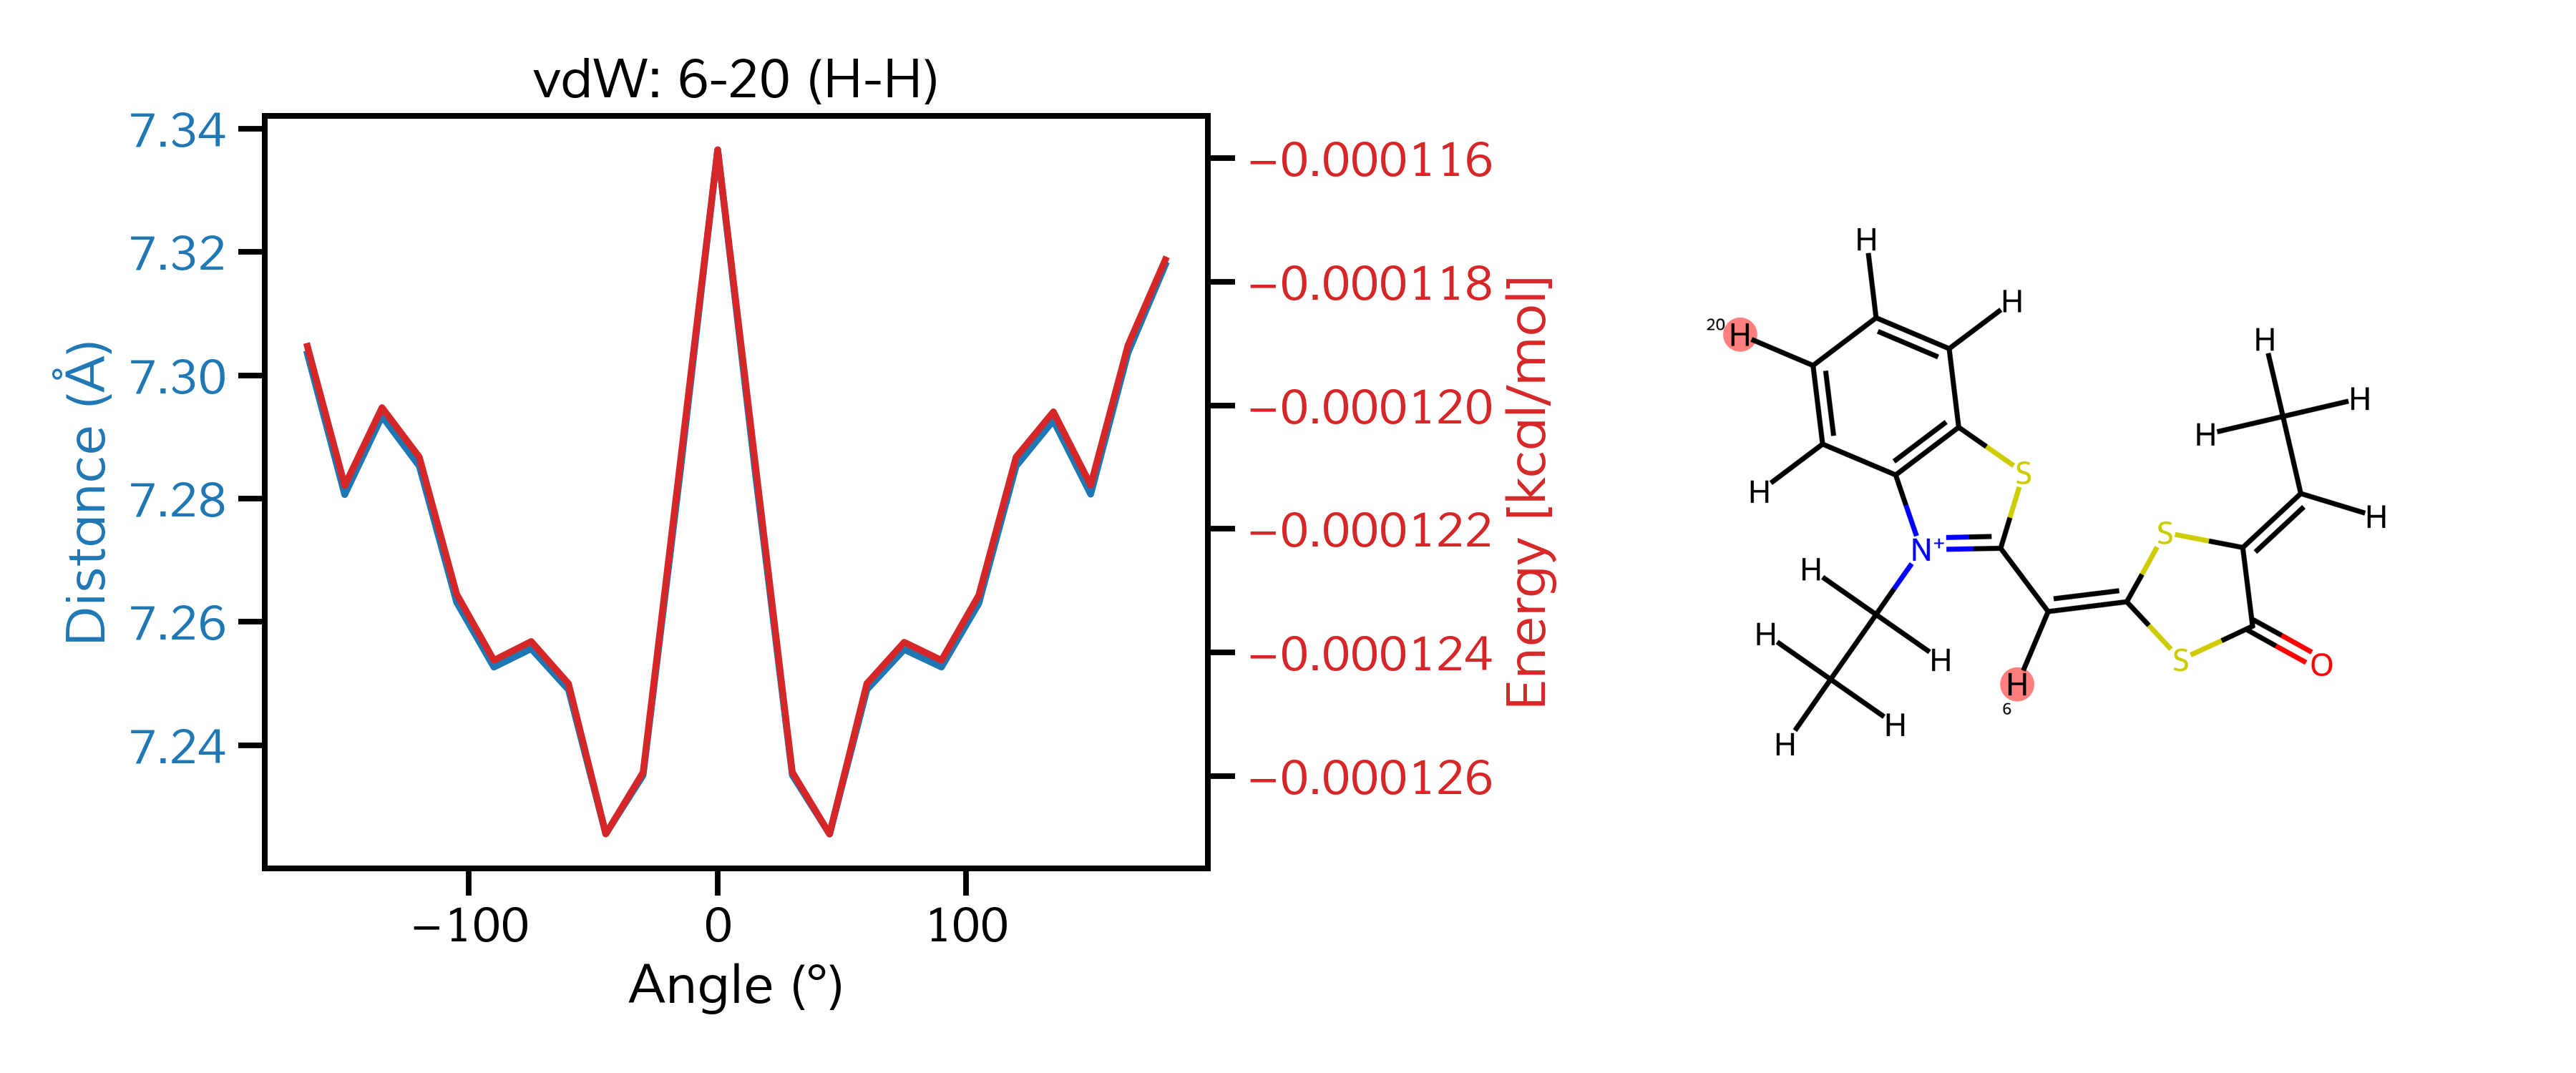 vdW: 6-20 (H-H)
7.34
7.32
7.30
7.28
7.26
7.24
Distance (Å)
−0.000116
−0.000118
−0.000120
−0.000122
−0.000124
−0.000126
Energy [kcal/mol]
−100
0
100
Angle (°)
H
H
20 H
H
H
H
H
S
H
H
S
N+
H
H
H
S
O
H
6
H
H